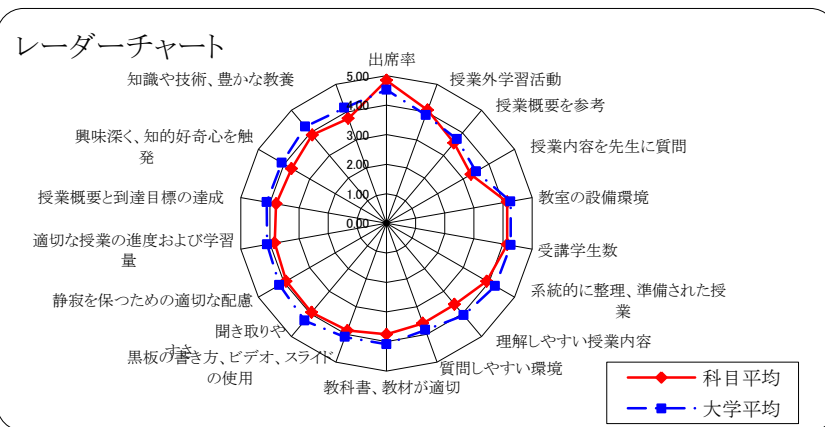 レーダーチャート
出席率
授業外学習活動
授業概要を参考
授業内容を先生に質問
教室の設備環境
受講学生数
系統的に整理、準備された授
業
理解しやすい授業内容
質問しやすい環境
教科書、教材が適切
黒板の書き方、ビデオ、スライド
の使用
聞き取りや
すさ
静寂を保つための適切な配慮
適切な授業の進度および学習
量
授業概要と到達目標の達成
興味深く、知的好奇心を触
発
知識や技術、豊かな教養
5.00
4.00
3.00
2.00
1.00
0.00
科目平均
大学平均